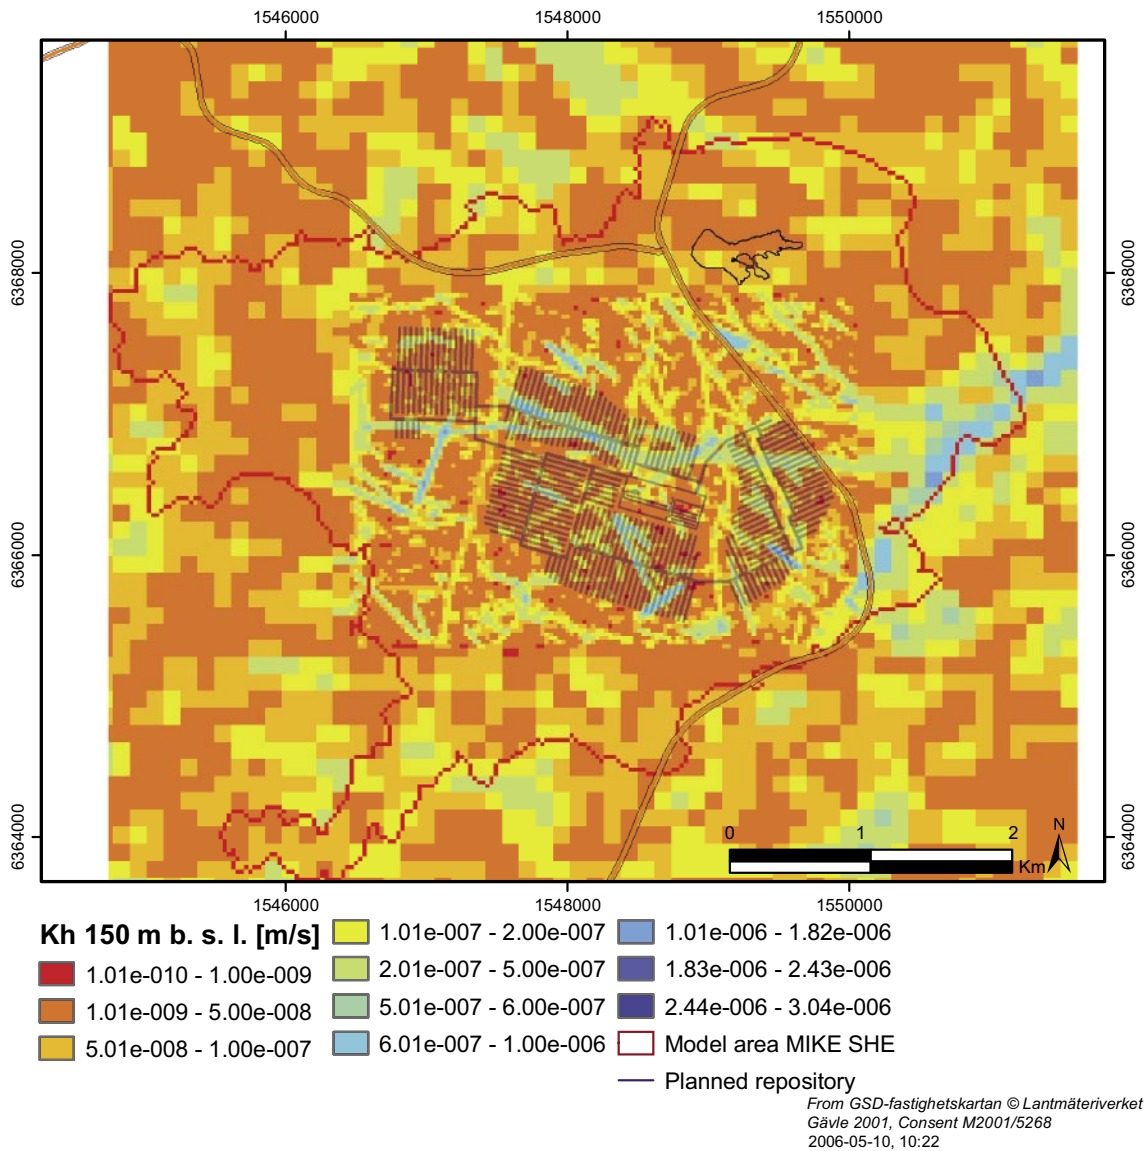 1546000 1548000 1550000
6368000 6368000
6366000 6366000
6364000 6364000
0 1 2 N
Km
1546000 1548000 1550000
Kh 150 m b. s. l. [m/s]
1.01e-010 - 1.00e-009
1.01e-009 - 5.00e-008
5.01e-008 - 1.00e-007
1.01e-007 - 2.00e-007
2.01e-007 - 5.00e-007
5.01e-007 - 6.00e-007
6.01e-007 - 1.00e-006
1.01e-006 - 1.82e-006
1.83e-006 - 2.43e-006
2.44e-006 - 3.04e-006
Model area MIKE SHE
Planned repository
From GSD-fastighetskartan © Lantmäteriverket
Gävle 2001, Consent M2001/5268
2006-05-10, 10:22